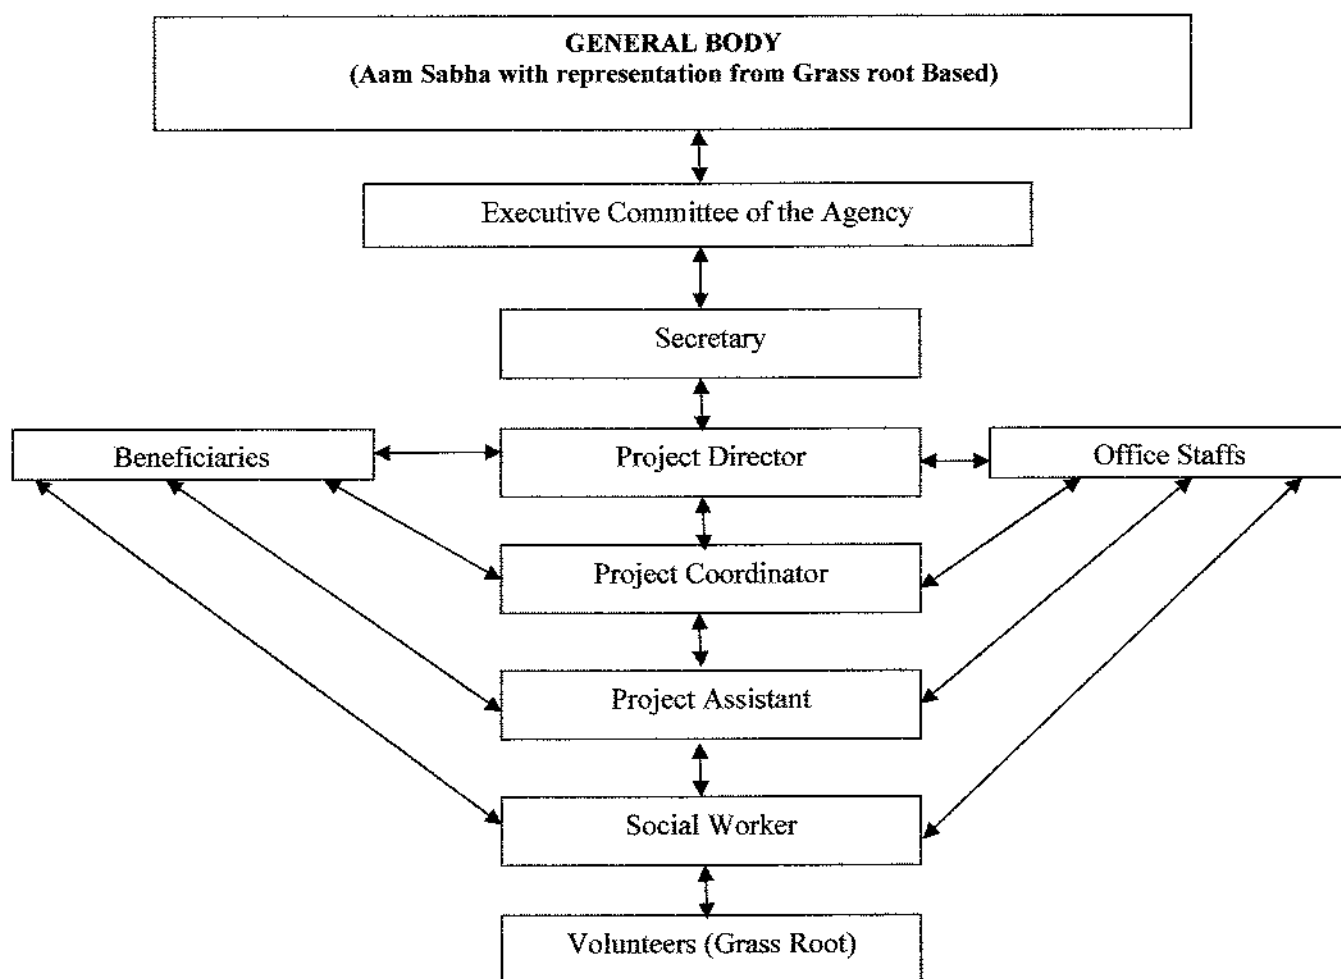 GENERAL BODY
(Aam Sabha with representation from Grass root Based)
Executive Committee of the Agency
Secretary
Beneficiaries
Project Director
Office Staffs
Project Coordinator
Project Assistant
Social Worker
Volunteers (Grass Root)